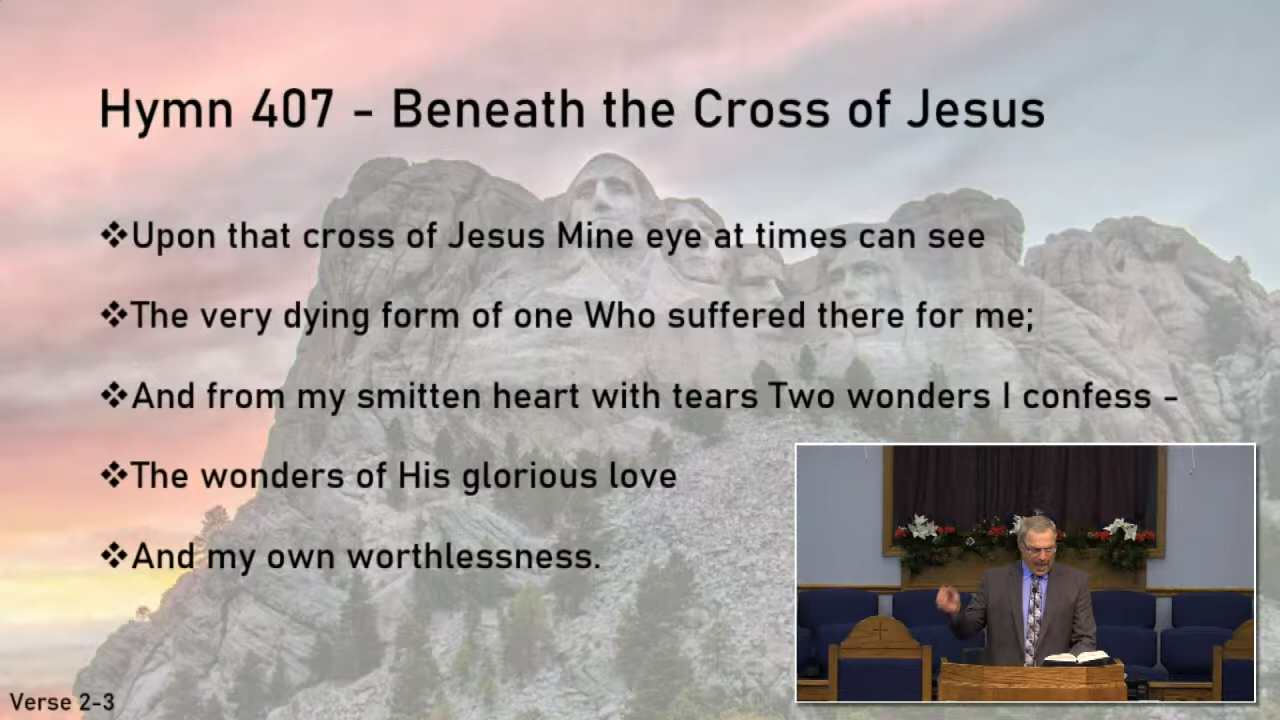 Hymn 407 - Beneath the Cross of Jesus
❖Upon that cross of Jesus Mine eye at times can see
❖The very dying form of one Who suffered there for me;
❖And from my smitten heart with tears Two wonders I confess -
❖The wonders of His glorious love
❖And my own worthlessness.
Verse 2-3